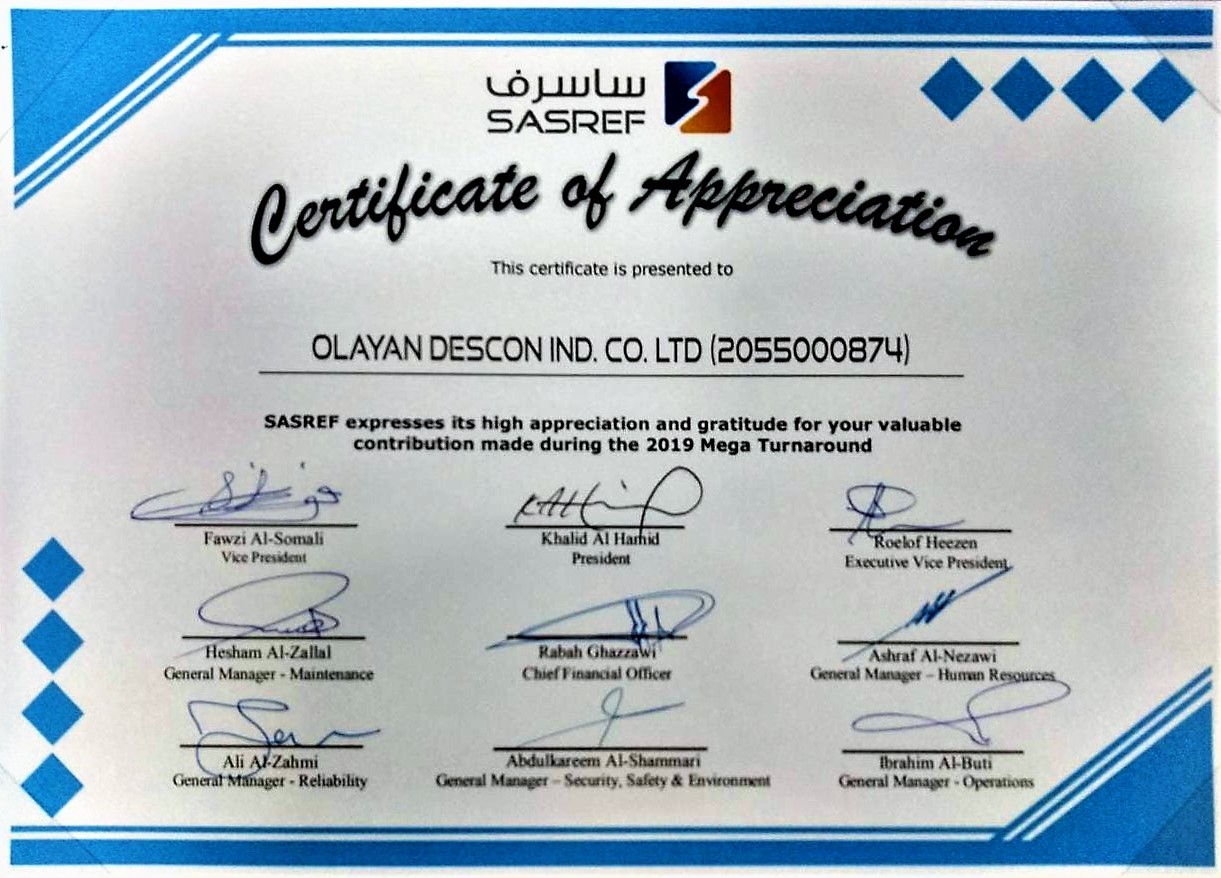 ساسرف
SASREF
Certificate of Appreciation
This certificate is presented to
OLAYAN DESCON IND. CO. LTD (2055000874)
SASREF expresses its high appreciation and gratitude for your valuable
contribution made during the 2019 Mega Turnaround
Fawzi Al-Somali
Vice President
Khalid Al Hamid
President
Roelof Heezen
Executive Vice President
Hesham Al-Zallal
General Manager - Maintenance
Rabah Ghazzawi
Chief Financial Officer
Ashraf Al-Nezawi
General Manager – Human Resources
Ali Al-Zahmi
General Manager - Reliability
Abdulkareem Al-Shammari
General Manager – Security, Safety & Environment
Ibrahim Al-Buti
General Manager - Operations